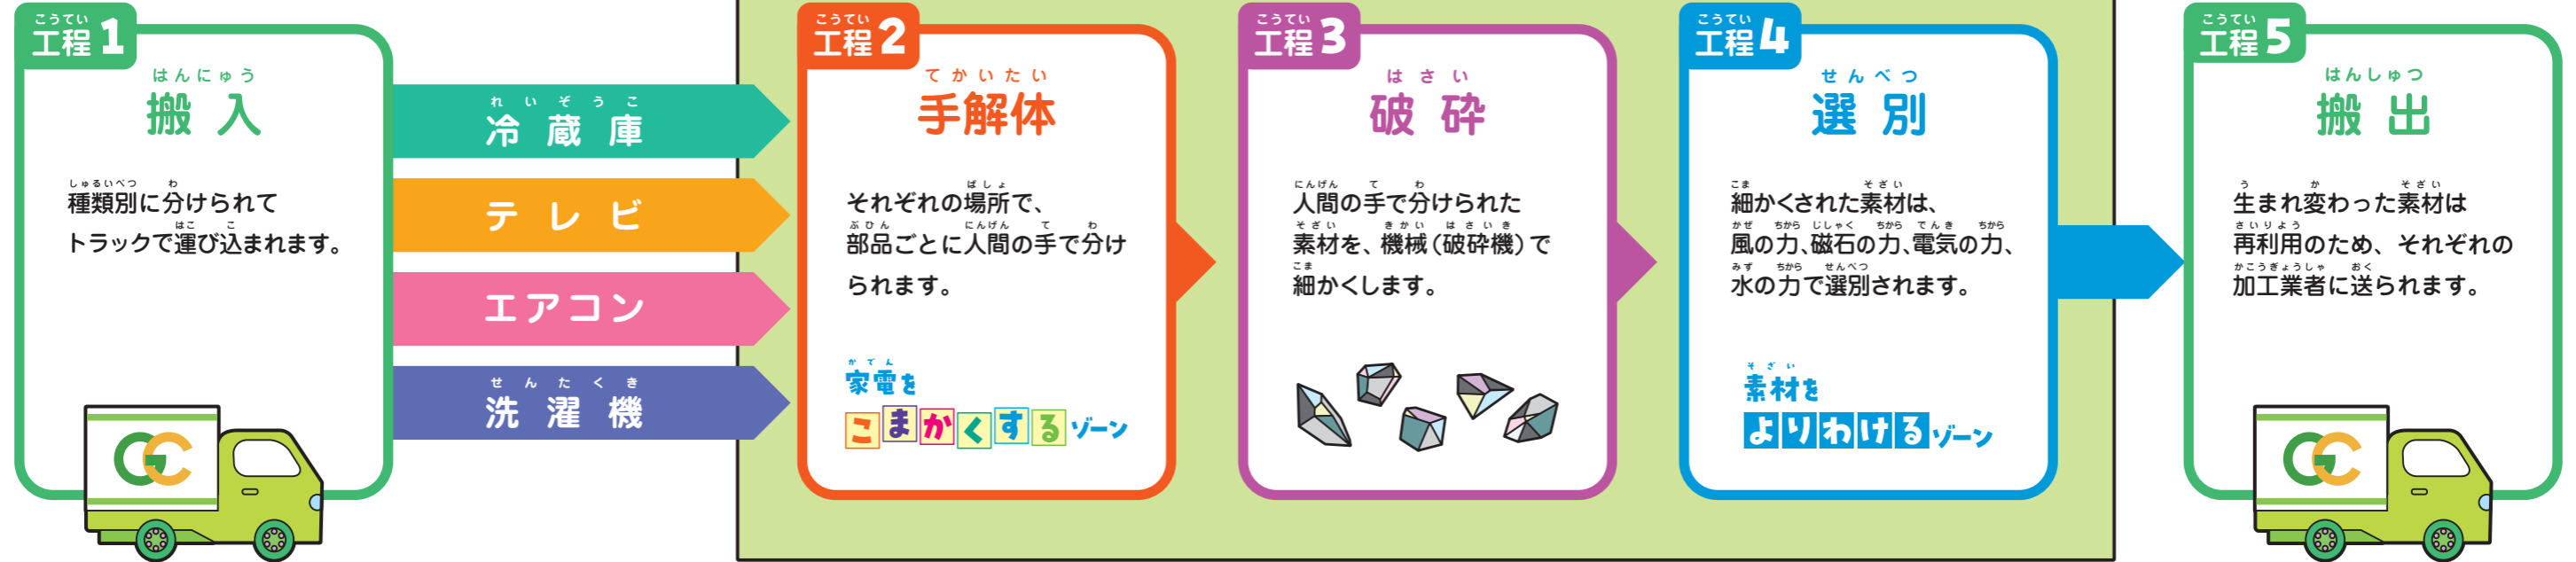 こうてい
工程1
はんにゅう
搬入
しゅるいべつ わ
種類別に分けられて
はこ こ
トラックで運び込まれます。
GC
れいぞうこ
冷蔵庫
テレビ
エアコン
せんたくき
洗濯機
こうてい
工程2
てかいたい
手解体
ばしょ
それぞれの場所で、
ぶひん にんげん て わ
部品ごとに人間の手で分け
られます。
かでん
家電を
こまかくするゾーン
こうてい
工程3
はさい
破砕
にんげん て わ
人間の手で分けられた
そざい きかい はさいき
素材を、機械(破砕機)で
こま
細かくします。
こうてい
工程4
せんべつ
選別
こま そざい
細かくされた素材は、
かぜ ちから じしゃく ちから でんき ちから
風の力、磁石の力、電気の力、
みず ちから せんべつ
水の力で選別されます。
そざい
素材を
よりわけるゾーン
こうてい
工程5
はんしゅつ
搬出
う か そざい
生まれ変わった素材は
さいりよう
再利用のため、それぞれの
かこうぎょうしゃ おく
加工業者に送られます。
GC